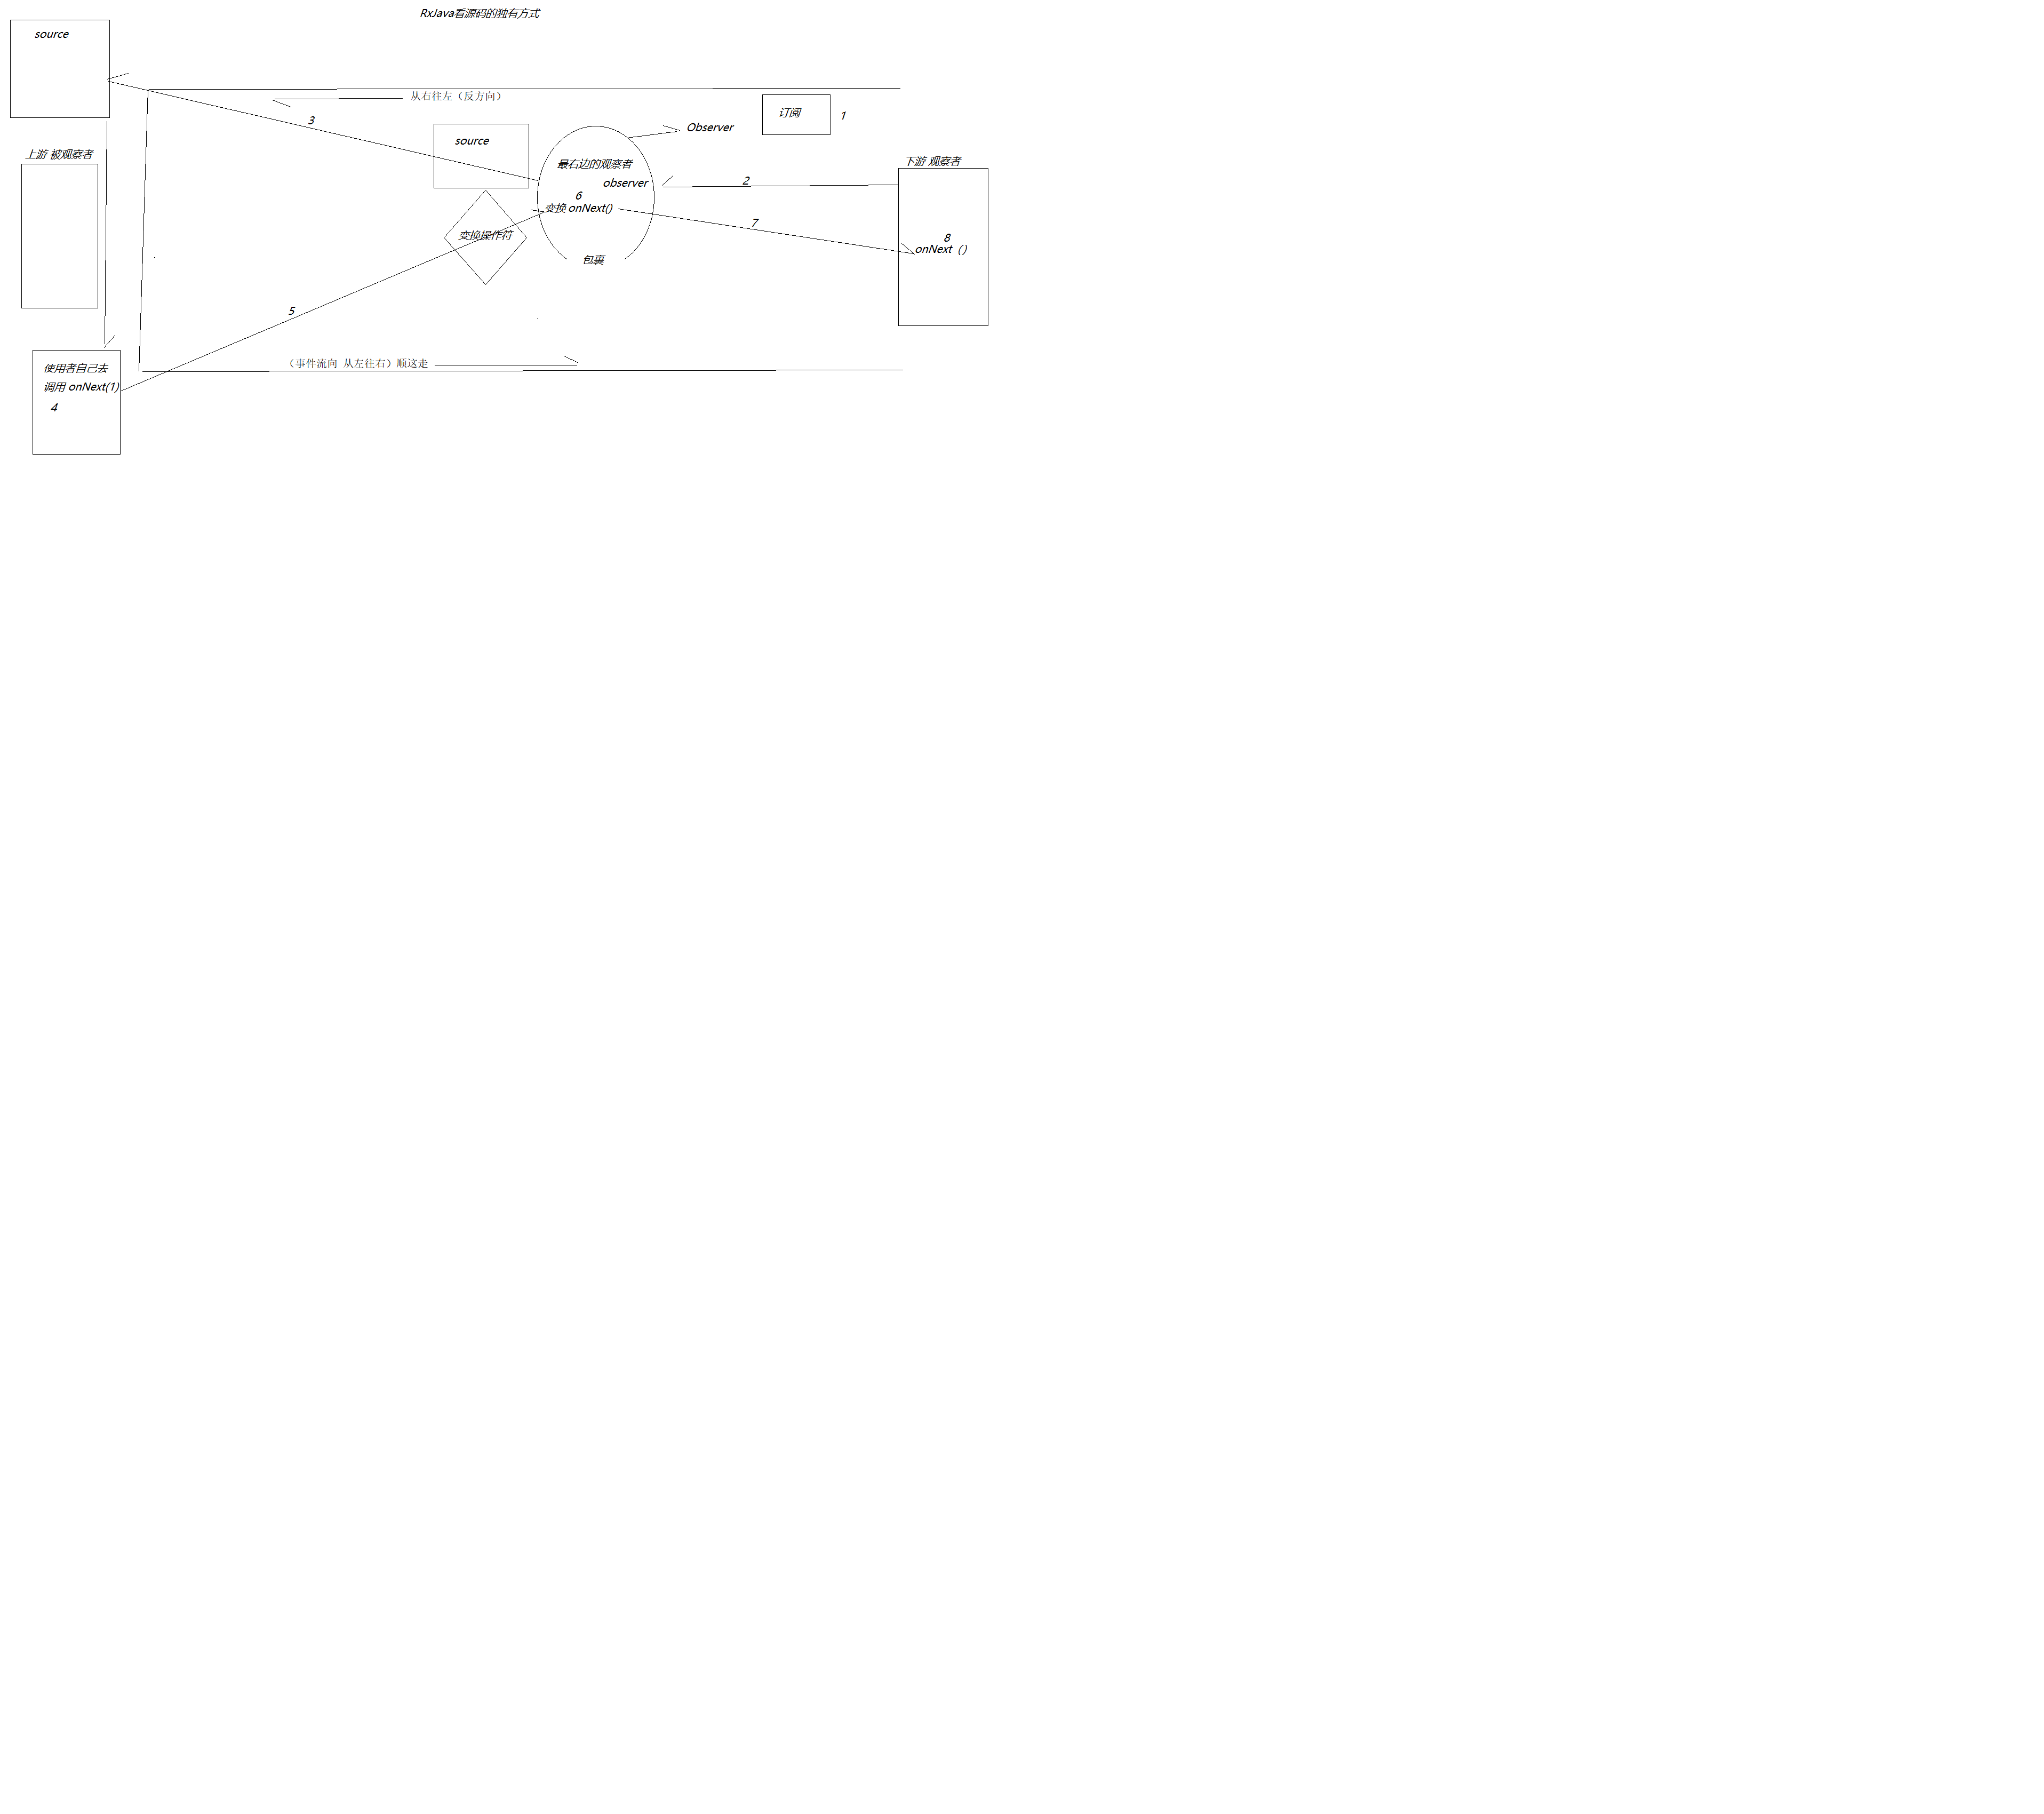 RxJava看源码的独有方式
source
从右往左（反方向）
订阅
1
3
Observer
source
上游 被观察者
下游 观察者
最右边的观察者
observer
2
6
变换 onNext()
7
变换操作符
8
onNext（）
包裹
5
（事件流向 从左往右）顺这走
使用者自己去
调用 onNext(1)
4